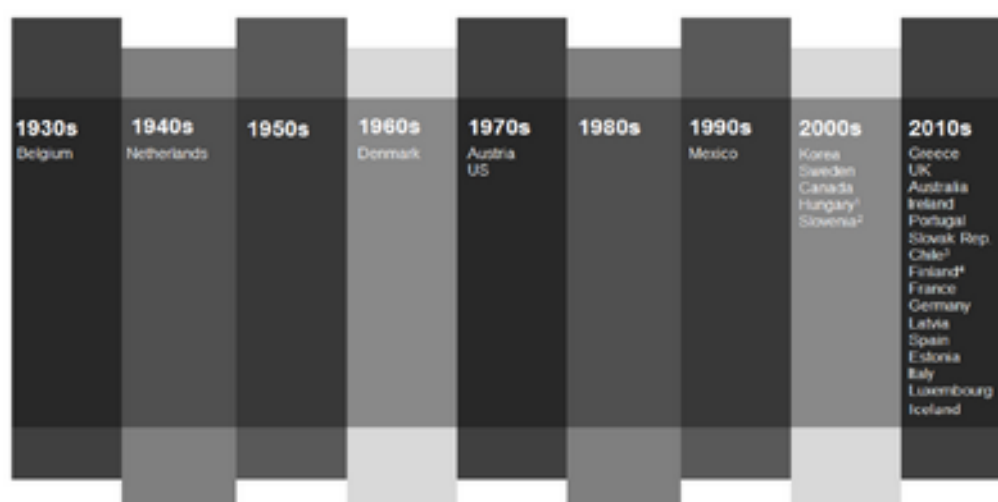 1930s
Belgium
1940s
Netherlands
1950s
1960s
Denmark
1970s
Austria
US
1980s
1990s
Mexico
2000s
Korea
Sweden
Canada
Hungary¹
Slovenia²
2010s
Greece
UK
Australia
Ireland
Portugal
Slovak Rep.
Chile³
Finland⁴
France
Germany
Latvia
Spain
Estonia
Italy
Luxembourg
Iceland